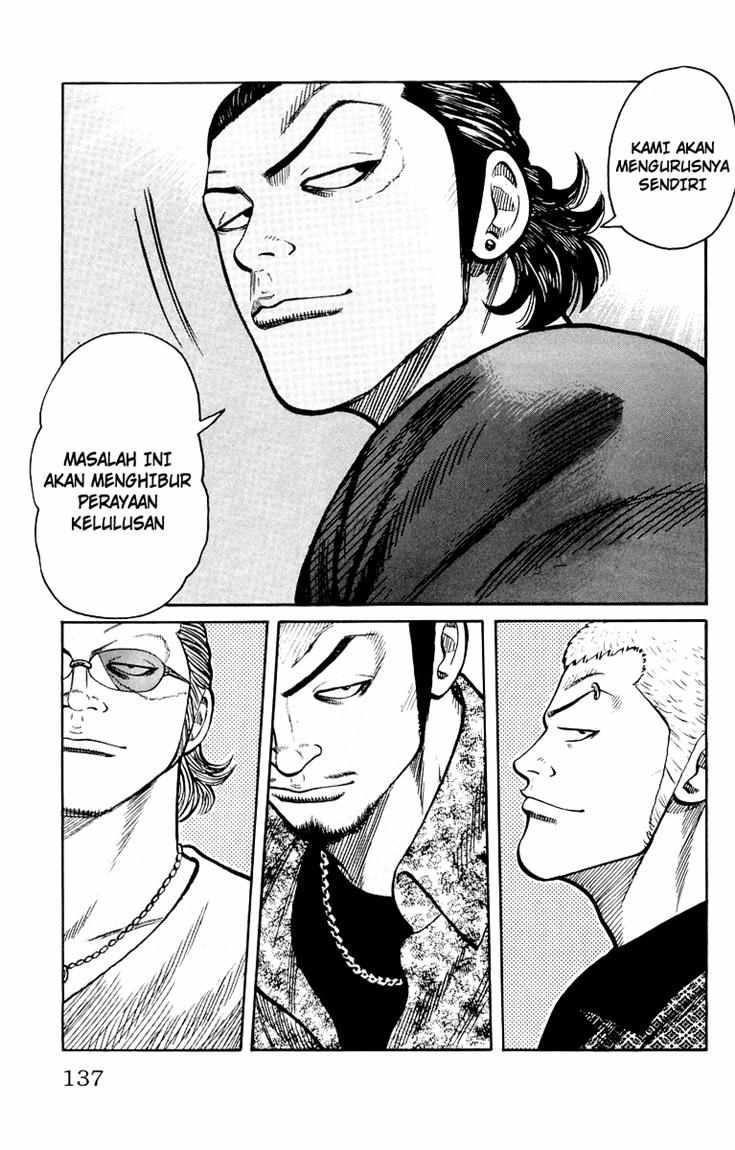 KAMI AKAN
MENGURUSNYA
SENDIRI
MASALAH INI
AKAN MENGHIBUR
PERAYAAN
KELULUSAN
137